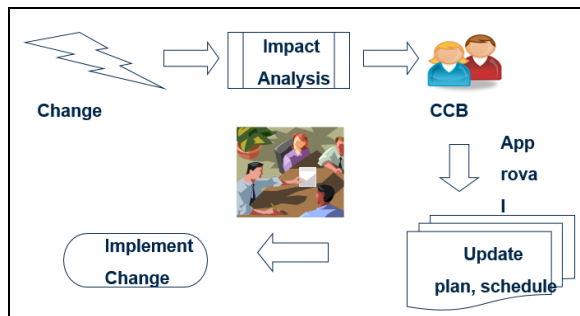 Impact
Analysis
Change
CCB
App
rova
l
Update
plan, schedule
Implement
Change